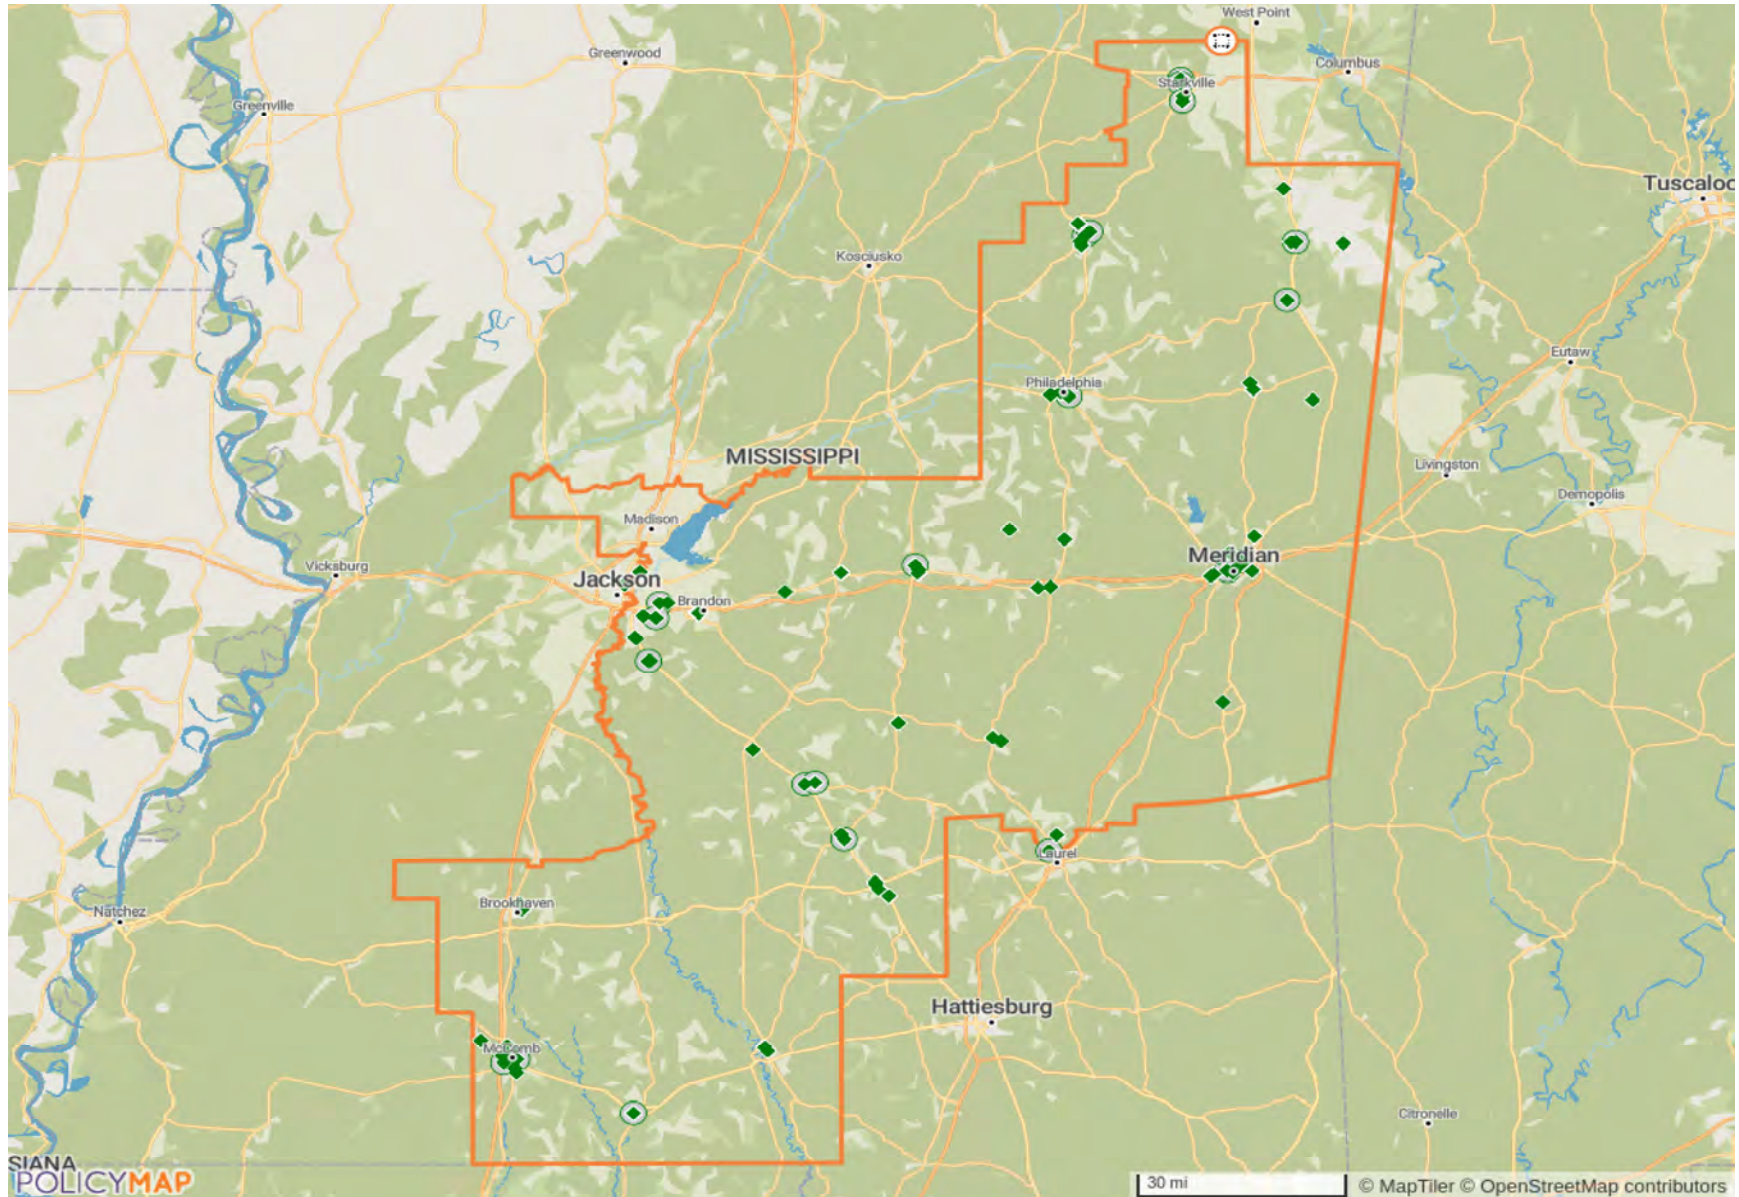 West Point
Greenwood
Columbus
Starkville
Greenville
Tuscaloo
Kosciusko
Eutaw
Philadelphia
MISSISSIPPI
Livingston
Demopolis
Madison
Meridian
Vicksburg
Jackson
Brandon
Laurel
Brookhaven
Natchez
Hattiesburg
McComb
Citronelle
SIANA
POLICYMAP
30 mi
© MapTiler © OpenStreetMap contributors